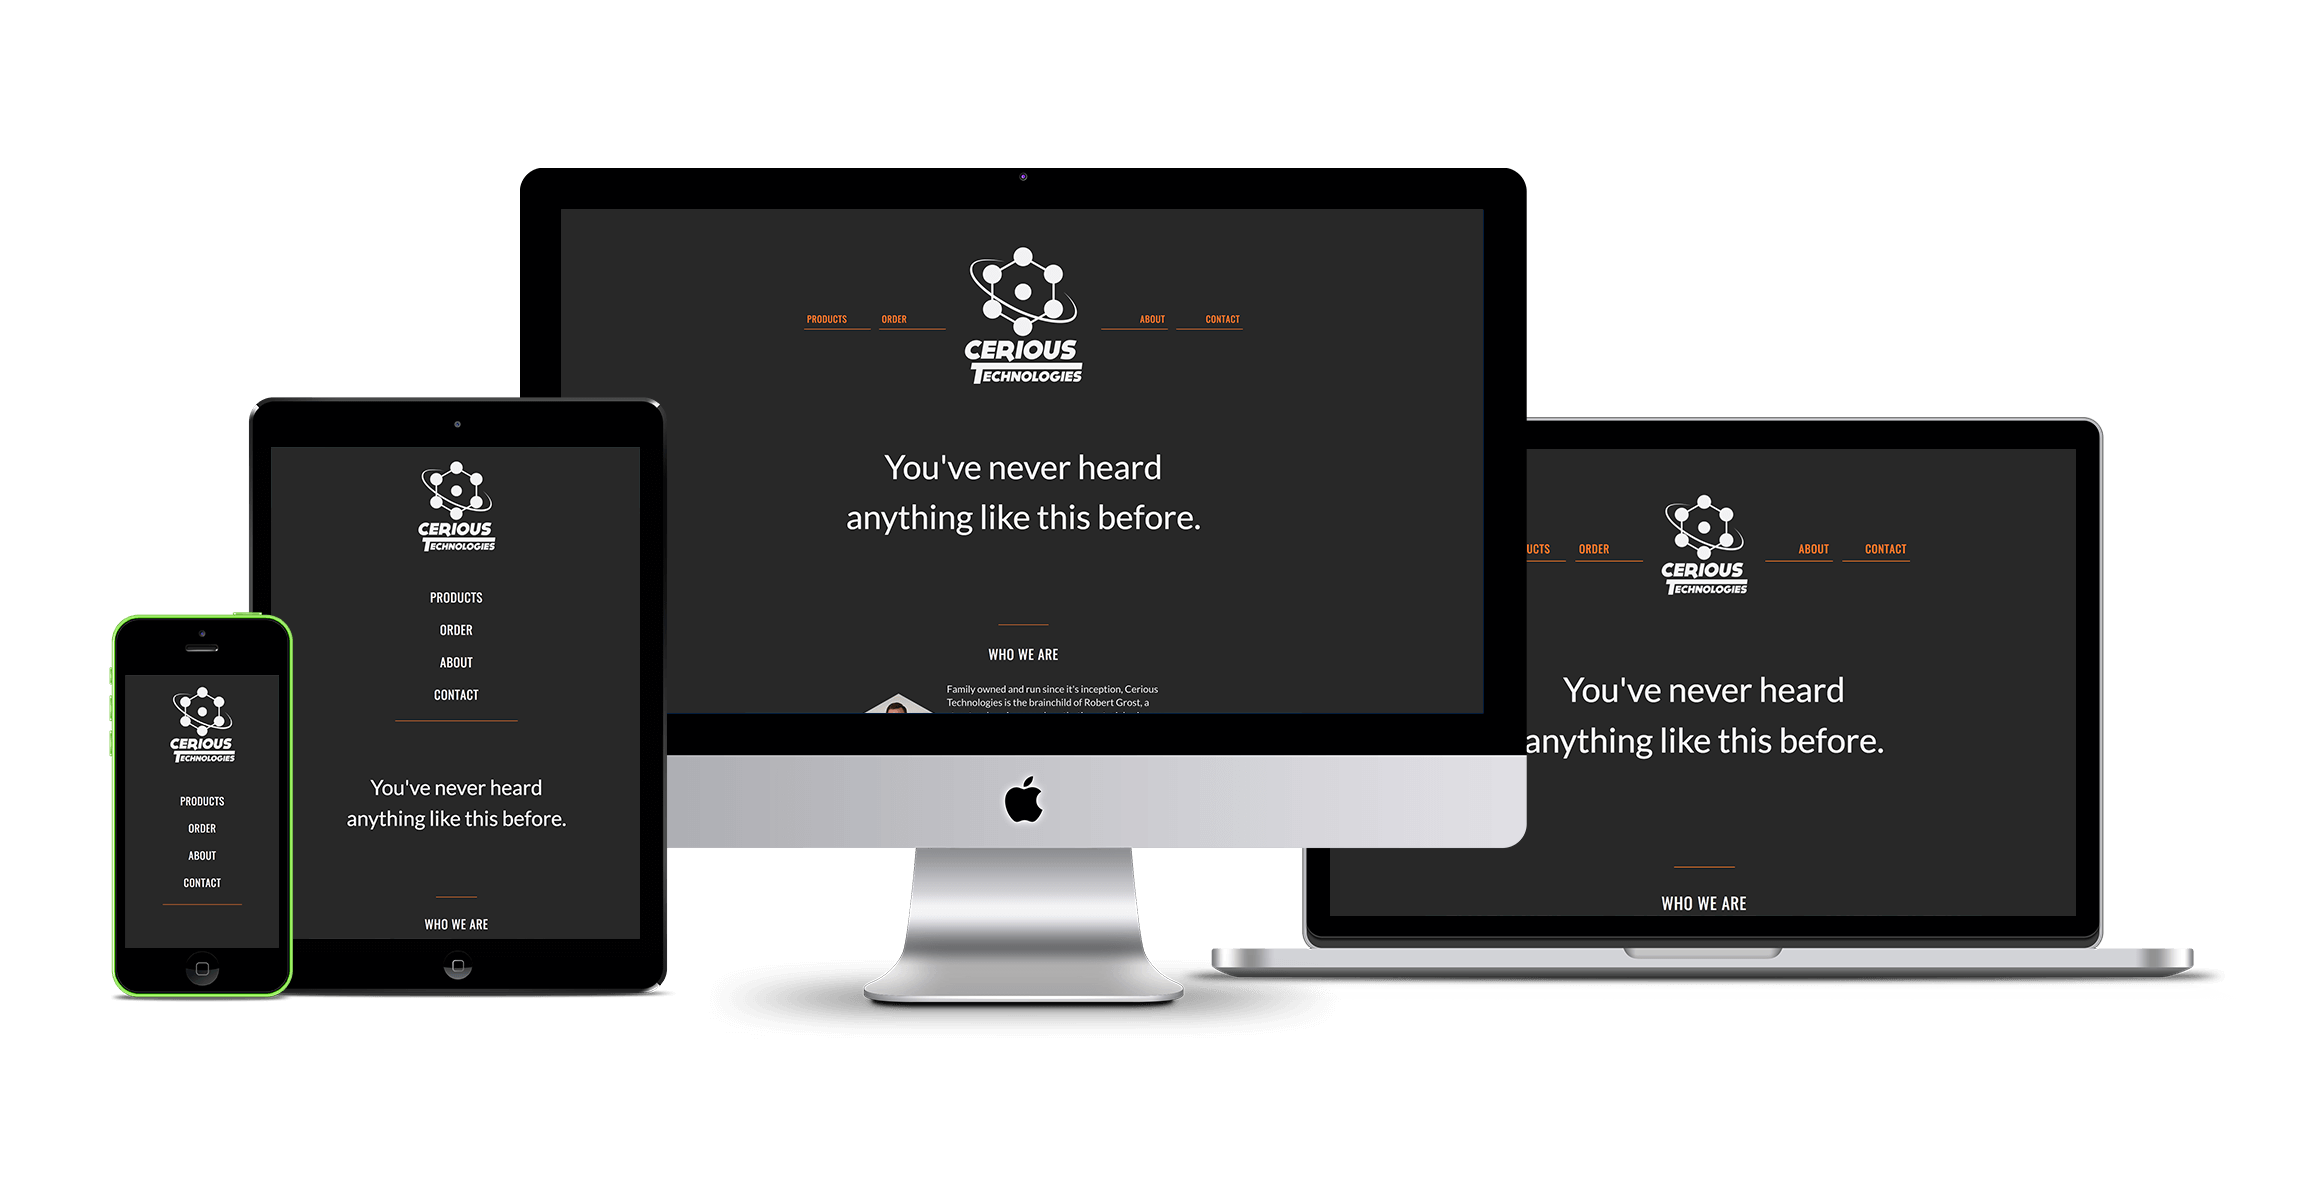 CERIOUS
TECHNOLOGIES
PRODUCTS
ORDER
ABOUT
CONTACT
CERIOUS
TECHNOLOGIES
PRODUCTS
ORDER
ABOUT
CONTACT
You've never heard
anything like this before.
WHO WE ARE
PRODUCTS ORDER ABOUT CONTACT
CERIOUS
TECHNOLOGIES
You've never heard
anything like this before.
WHO WE ARE
Family owned and run since it's inception, Cerious
Technologies is the brainchild of Robert Grost, a
UCTS ORDER ABOUT CONTACT
CERIOUS
TECHNOLOGIES
You've never heard
anything like this before.
WHO WE ARE